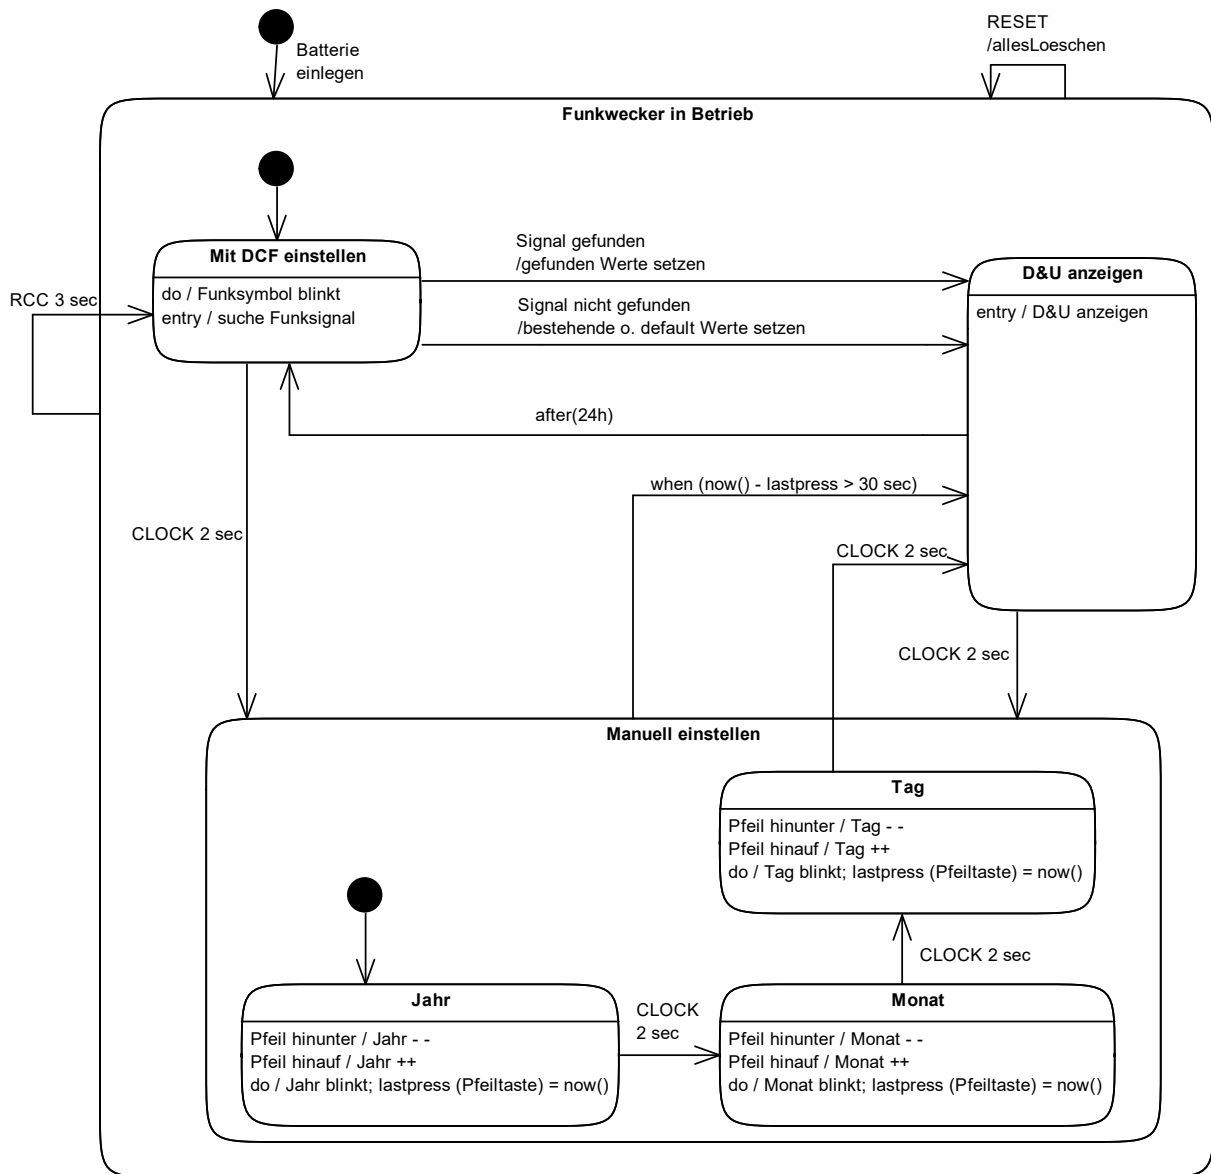 Batterie
einlegen
RESET
/allesLoeschen
Funkwecker in Betrieb
Mit DCF einstellen
do / Funksymbol blinkt
entry / suche Funksignal
RCC 3 sec
Signal gefunden
/gefunden Werte setzen
Signal nicht gefunden
/bestehende o. default Werte setzen
D&U anzeigen
entry / D&U anzeigen
after(24h)
when (now() - lastpress > 30 sec)
CLOCK 2 sec
CLOCK 2 sec
CLOCK 2 sec
Manuell einstellen
Tag
Pfeil hinunter / Tag - -
Pfeil hinauf / Tag ++
do / Tag blinkt; lastpress (Pfeiltaste) = now()
CLOCK 2 sec
Jahr
Pfeil hinunter / Jahr - -
Pfeil hinauf / Jahr ++
do / Jahr blinkt; lastpress (Pfeiltaste) = now()
CLOCK
2 sec
Monat
Pfeil hinunter / Monat - -
Pfeil hinauf / Monat ++
do / Monat blinkt; lastpress (Pfeiltaste) = now()